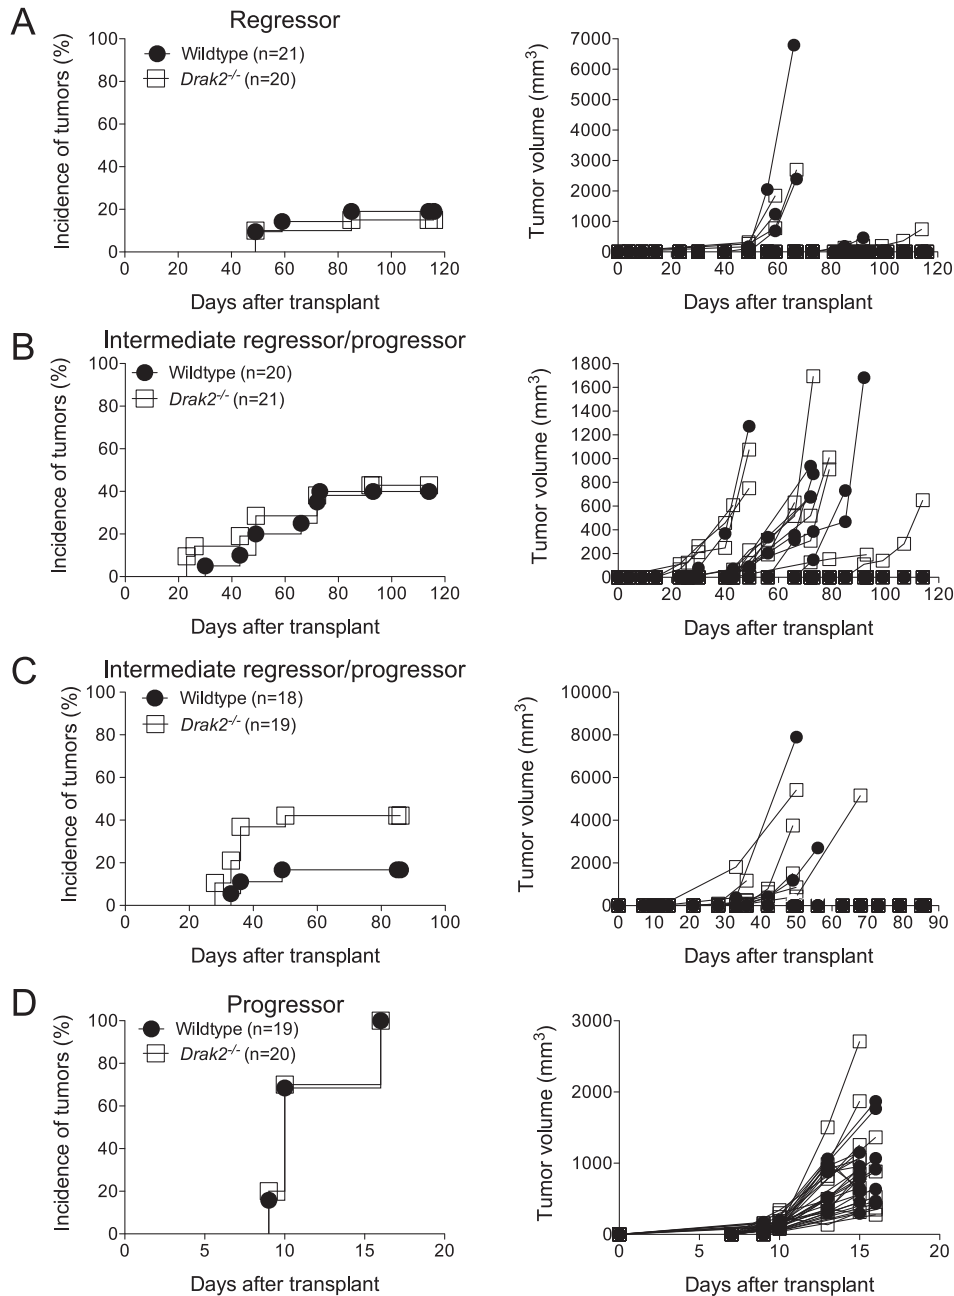 A
Regressor
Incidence of tumors (%)
100
80
60
40
20
0
Wildtype (n=21)
Drak2-/- (n=20)
0 20 40 60 80 100 120
Days after transplant
Tumor volume (mm3)
7000
6000
5000
4000
3000
2000
1000
0
0 20 40 60 80 100 120
Days after transplant
B
Intermediate regressor/progressor
Incidence of tumors (%)
100
80
60
40
20
0
Wildtype (n=20)
Drak2-/- (n=21)
0 20 40 60 80 100 120
Days after transplant
Tumor volume (mm3)
1800
1600
1400
1200
1000
800
600
400
200
0
0 20 40 60 80 100 120
Days after transplant
C
Intermediate regressor/progressor
Incidence of tumors (%)
100
80
60
40
20
0
Wildtype (n=18)
Drak2-/- (n=19)
0 20 40 60 80 100
Days after transplant
Tumor volume (mm3)
10000
8000
6000
4000
2000
0
0 10 20 30 40 50 60 70 80 90
Days after transplant
D
Progressor
Incidence of tumors (%)
100
80
60
40
20
0
Wildtype (n=19)
Drak2-/- (n=20)
0 5 10 15 20
Days after transplant
Tumor volume (mm3)
3000
2000
1000
0
0 5 10 15 20
Days after transplant